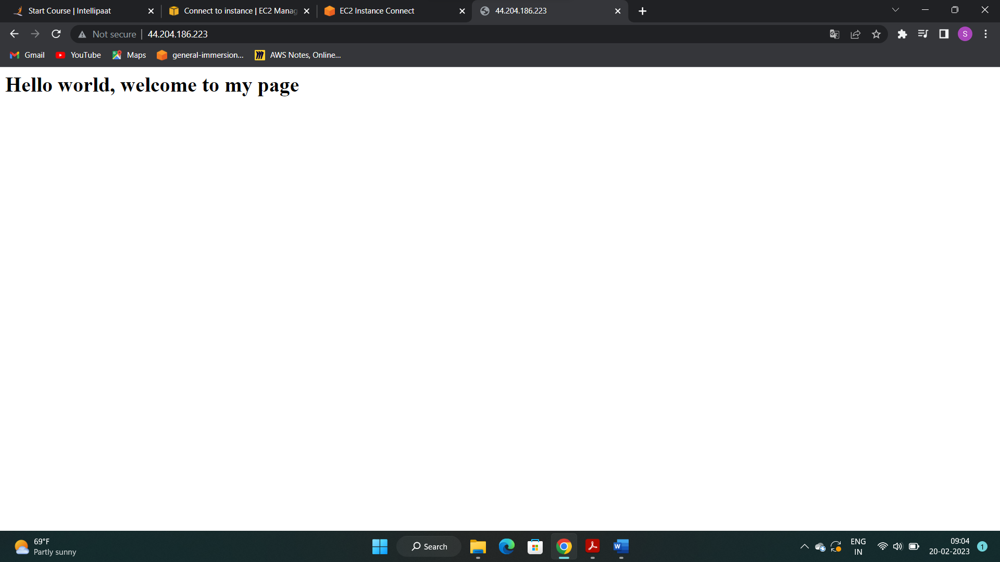 Start Course | Intellipaat
Connect to instance | EC2 Manag
EC2 Instance Connect
44.204.186.223
Not secure
44.204.186.223
S
Gmail
YouTube
Maps
general-immersion...
AWS Notes, Online...
Hello world, welcome to my page
69°F
Partly sunny
Search
ENG
IN
09:04
20-02-2023
1